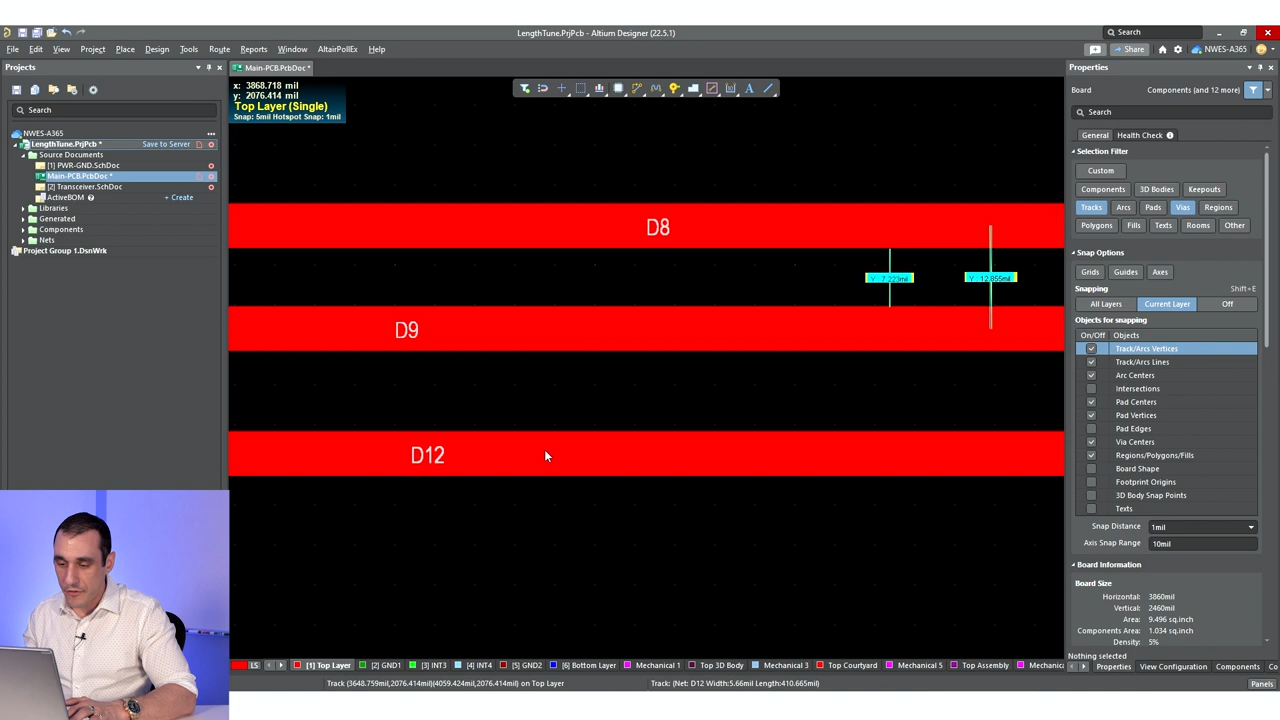 LengthTune.PrjPcb - Altium Designer (22.5.1)
Search
File Edit View Project Place Design Tools Route Reports Window AltairPollEx Help
Share
NWES-A365
Projects
Main-PCB.PcbDoc *
Properties
x: 3868.718 mil
y: 2076.414 mil
Top Layer (Single)
Snap: 5mil Hotspot Snap: 1mil
Board
Components (and 12 more)
Search
Search
NWES-A365
LengthTune.PrjPcb *
Save to Server
Source Documents
[1] PWR-GND.SchDoc
Main-PCB.PcbDoc *
[2] Transceiver.SchDoc
ActiveBOM
+ Create
Libraries
Generated
Components
Nets
Project Group 1.DsnWrk
D8
Y : 7.223mil
Y : 12.855mil
D9
D12
General
Health Check
Selection Filter
Custom
Components 3D Bodies Keepouts
Tracks Arcs Pads Vias Regions
Polygons Fills Texts Rooms Other
Snap Options
Grids Guides Axes
Snapping
Shift+E
All Layers Current Layer Off
Objects for snapping
On/Off Objects
Track/Arcs Vertices
Track/Arcs Lines
Arc Centers
Intersections
Pad Centers
Pad Vertices
Pad Edges
Via Centers
Regions/Polygons/Fills
Board Shape
Footprint Origins
3D Body Snap Points
Texts
Snap Distance 1mil
Axis Snap Range 10mil
Board Information
Board Size
Horizontal: 3860mil
Vertical: 2460mil
Area: 9.496 sq.inch
Components Area: 1.034 sq.inch
Density: 5%
Nothing selected
LS
[1] Top Layer
[2] GND1
[3] INT3
[4] INT4
[5] GND2
[6] Bottom Layer
Mechanical 1
Top 3D Body
Mechanical 3
Top Courtyard
Mechanical 5
Top Assembly
Mechanic
Properties View Configuration Components Co
Track (3648.759mil,2076.414mil)(4059.424mil,2076.414mil) on Top Layer
Track: (Net: D12 Width:5.66mil Length:410.665mil)
Panels